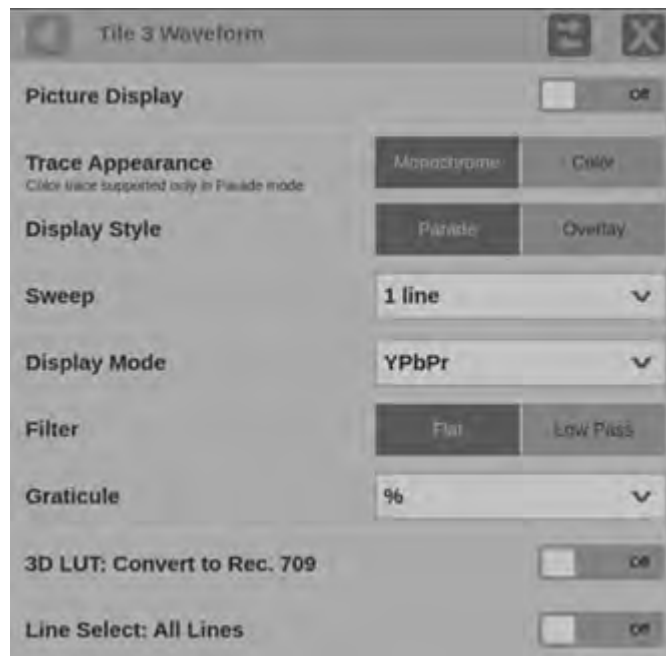 Tile 3 Waveform
Picture Display Off
Trace Appearance Monochrome Color
Color trace supported only in Parade mode
Display Style Parade Overlay
Sweep 1 line
Display Mode YPbPr
Filter Flat Low Pass
Graticule %
3D LUT: Convert to Rec. 709 Off
Line Select: All Lines Off